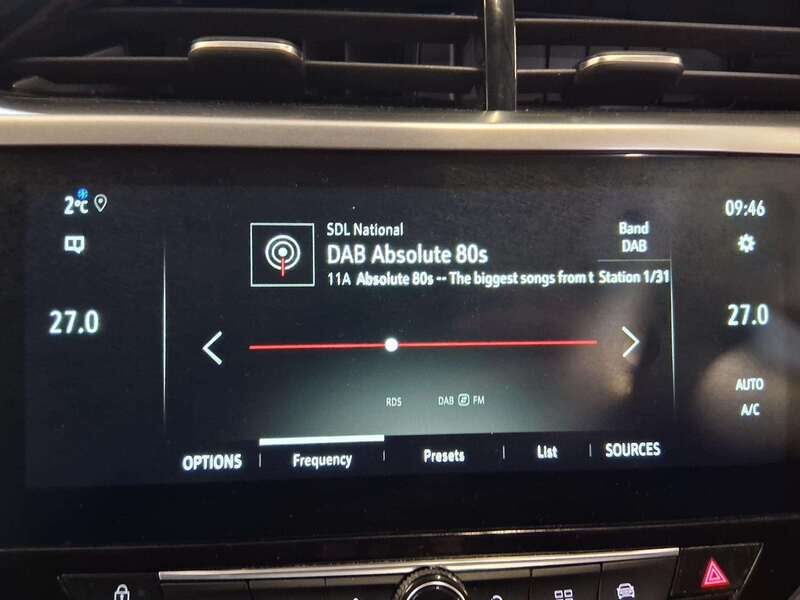 2°C
09:46
SDL National
Band
DAB Absolute 80s
DAB
11A Absolute 80s -- The biggest songs from t Station 1/31
27.0
27.0
RDS DAB FM
AUTO
A/C
OPTIONS Frequency Presets List SOURCES